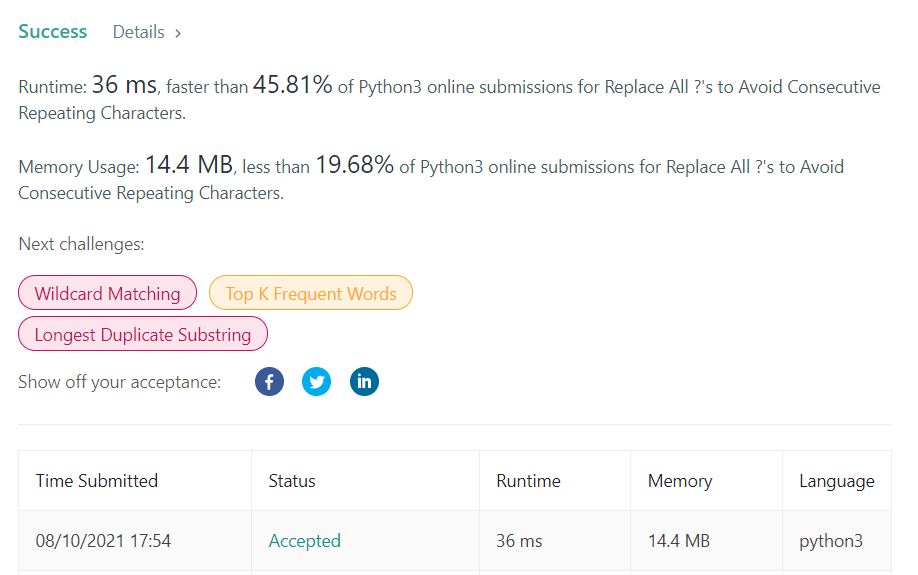 Success Details >
Runtime: 36 ms, faster than 45.81% of Python3 online submissions for Replace All ?'s to Avoid Consecutive
Repeating Characters.
Memory Usage: 14.4 MB, less than 19.68% of Python3 online submissions for Replace All ?'s to Avoid
Consecutive Repeating Characters.
Next challenges:
Wildcard Matching Top K Frequent Words
Longest Duplicate Substring
Show off your acceptance: f in
Time Submitted Status Runtime Memory Language
08/10/2021 17:54 Accepted 36 ms 14.4 MB python3